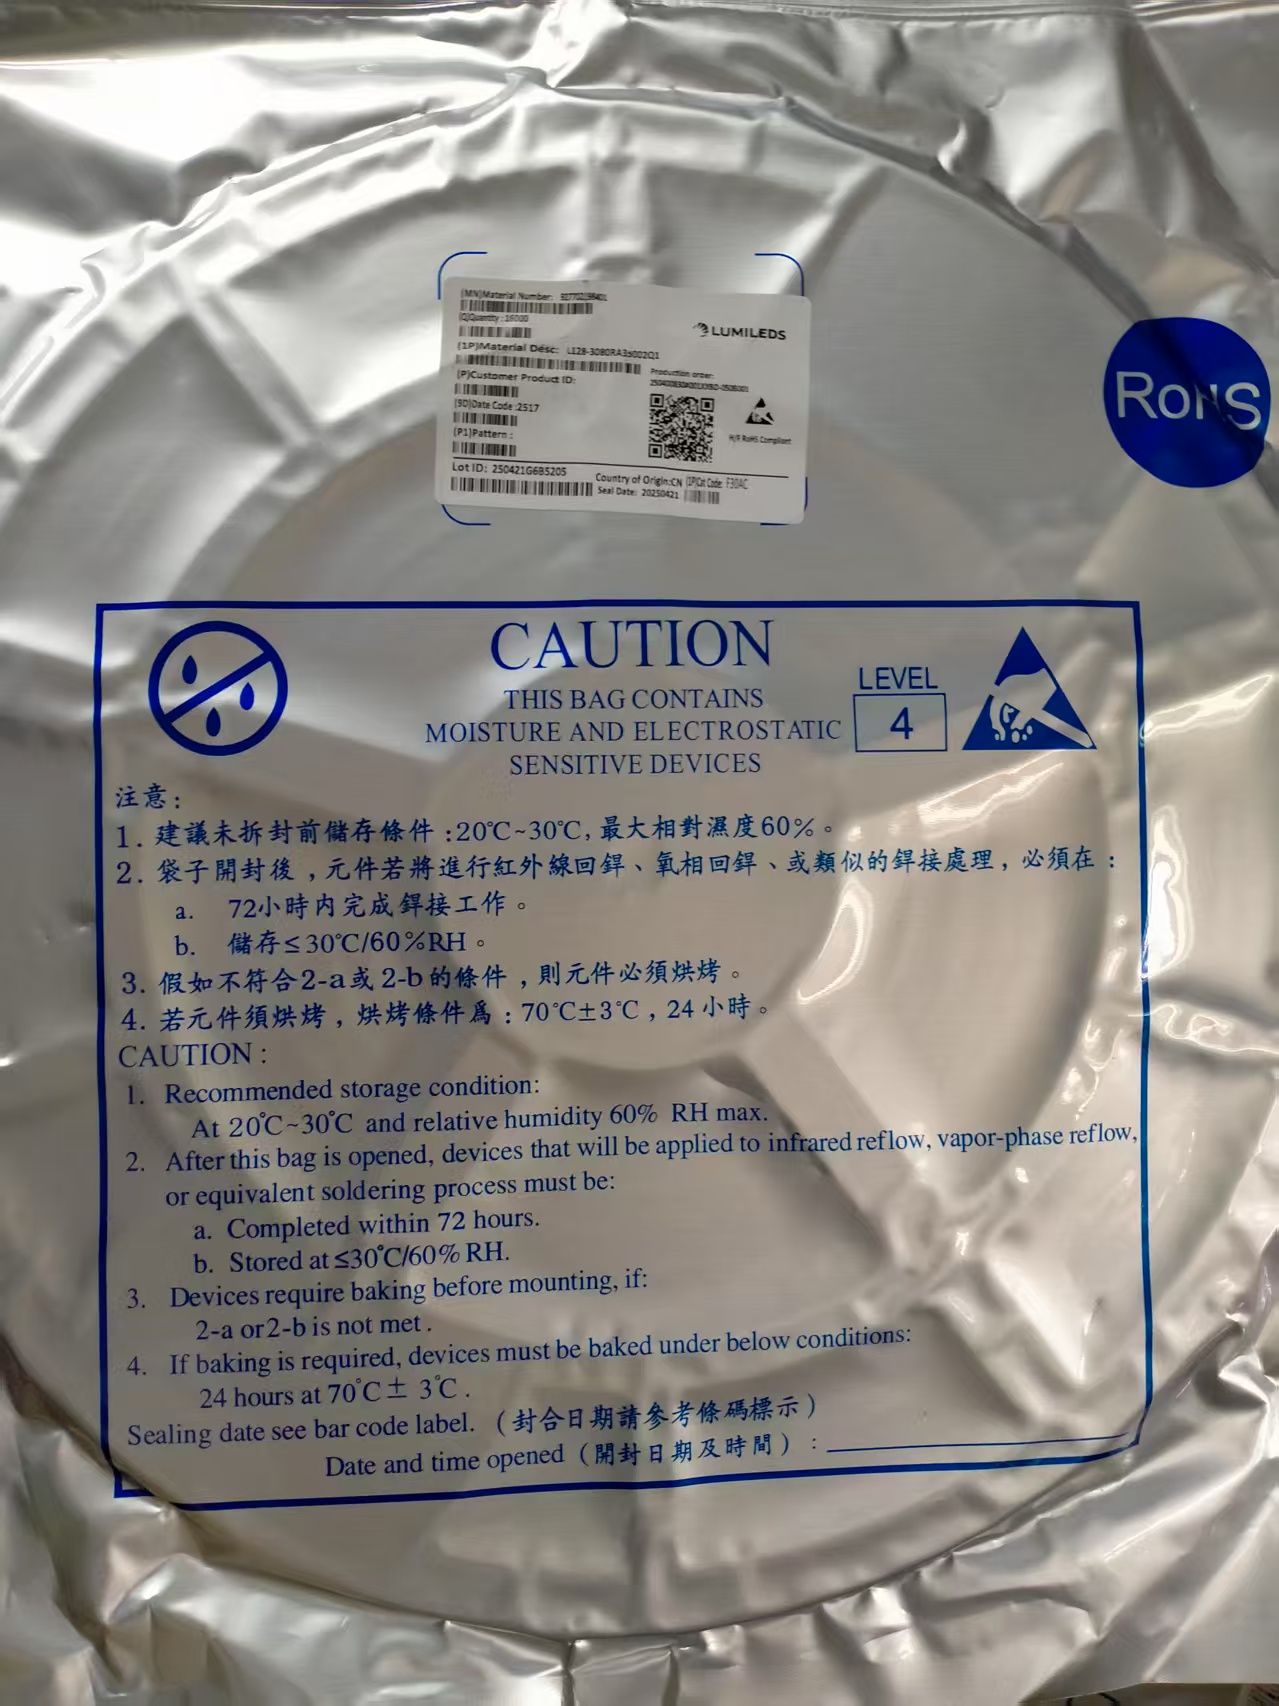 (MN)Material Number:
(Q)Quantity :16000
LUMILEDS
(1P)Material Desc: L128-3080RA35002Q1
(P)Customer Product ID:
Production order:
(9D)Date Code :2517
(P1)Pattern :
H/F RoHS Compliant
Lot ID: 250421G6B5205
Country of Origin:CN
Cat Code: F30AC
Seal Date: 20250421
RoHS
CAUTION
THIS BAG CONTAINS
MOISTURE AND ELECTROSTATIC
SENSITIVE DEVICES
LEVEL
4
注意:
1. 建議未拆封前儲存條件:20℃~30℃,最大相對濕度60%。
2. 袋子開封後,元件若將進行紅外線回銲、氧相回銲、或類似的銲接處理,必須在:
a. 72小時内完成銲接工作。
b. 儲存≤30℃/60%RH。
3. 假如不符合2-a或2-b的條件,則元件必須烘烤。
4. 若元件須烘烤,烘烤條件爲:70℃±3℃,24小時。
CAUTION:
1. Recommended storage condition:
At 20℃~30℃ and relative humidity 60% RH max.
2. After this bag is opened, devices that will be applied to infrared reflow, vapor-phase reflow,
or equivalent soldering process must be:
a. Completed within 72 hours.
b. Stored at ≤30℃/60% RH.
3. Devices require baking before mounting, if:
2-a or 2-b is not met.
4. If baking is required, devices must be baked under below conditions:
24 hours at 70℃± 3℃.
Sealing date see bar code label. (封合日期請參考條碼標示)
Date and time opened (開封日期及時間):